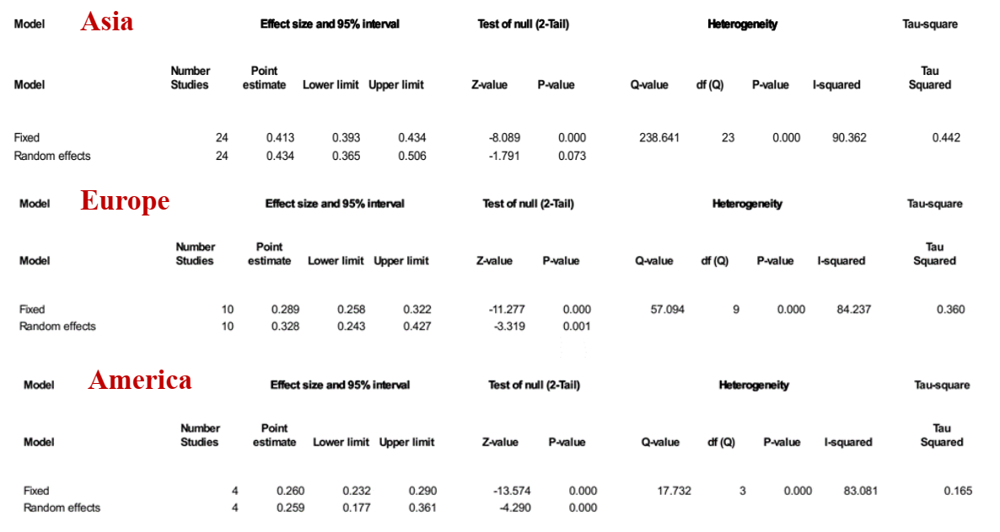 Model Asia Effect size and 95% interval Test of null (2-Tail) Heterogeneity Tau-square
Number Point Tau
Model Studies estimate Lower limit Upper limit Z-value P-value Q-value df (Q) P-value I-squared Squared
Fixed 24 0.413 0.393 0.434 -8.089 0.000 238.641 23 0.000 90.362 0.442
Random effects 24 0.434 0.365 0.506 -1.791 0.073
Model Europe Effect size and 95% interval Test of null (2-Tail) Heterogeneity Tau-square
Number Point Tau
Model Studies estimate Lower limit Upper limit Z-value P-value Q-value df (Q) P-value I-squared Squared
Fixed 10 0.289 0.258 0.322 -11.277 0.000 57.094 9 0.000 84.237 0.360
Random effects 10 0.328 0.243 0.427 -3.319 0.001
Model America Effect size and 95% interval Test of null (2-Tail) Heterogeneity Tau-square
Number Point Tau
Model Studies estimate Lower limit Upper limit Z-value P-value Q-value df (Q) P-value I-squared Squared
Fixed 4 0.260 0.232 0.290 -13.574 0.000 17.732 3 0.000 83.081 0.165
Random effects 4 0.259 0.177 0.361 -4.290 0.000